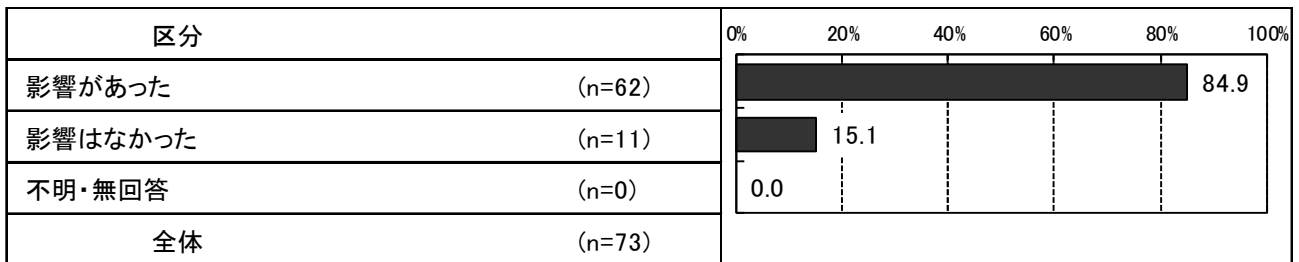 区分 0% 20% 40% 60% 80% 100%
影響があった (n=62) 84.9
影響はなかった (n=11) 15.1
不明・無回答 (n=0) 0.0
全体 (n=73)